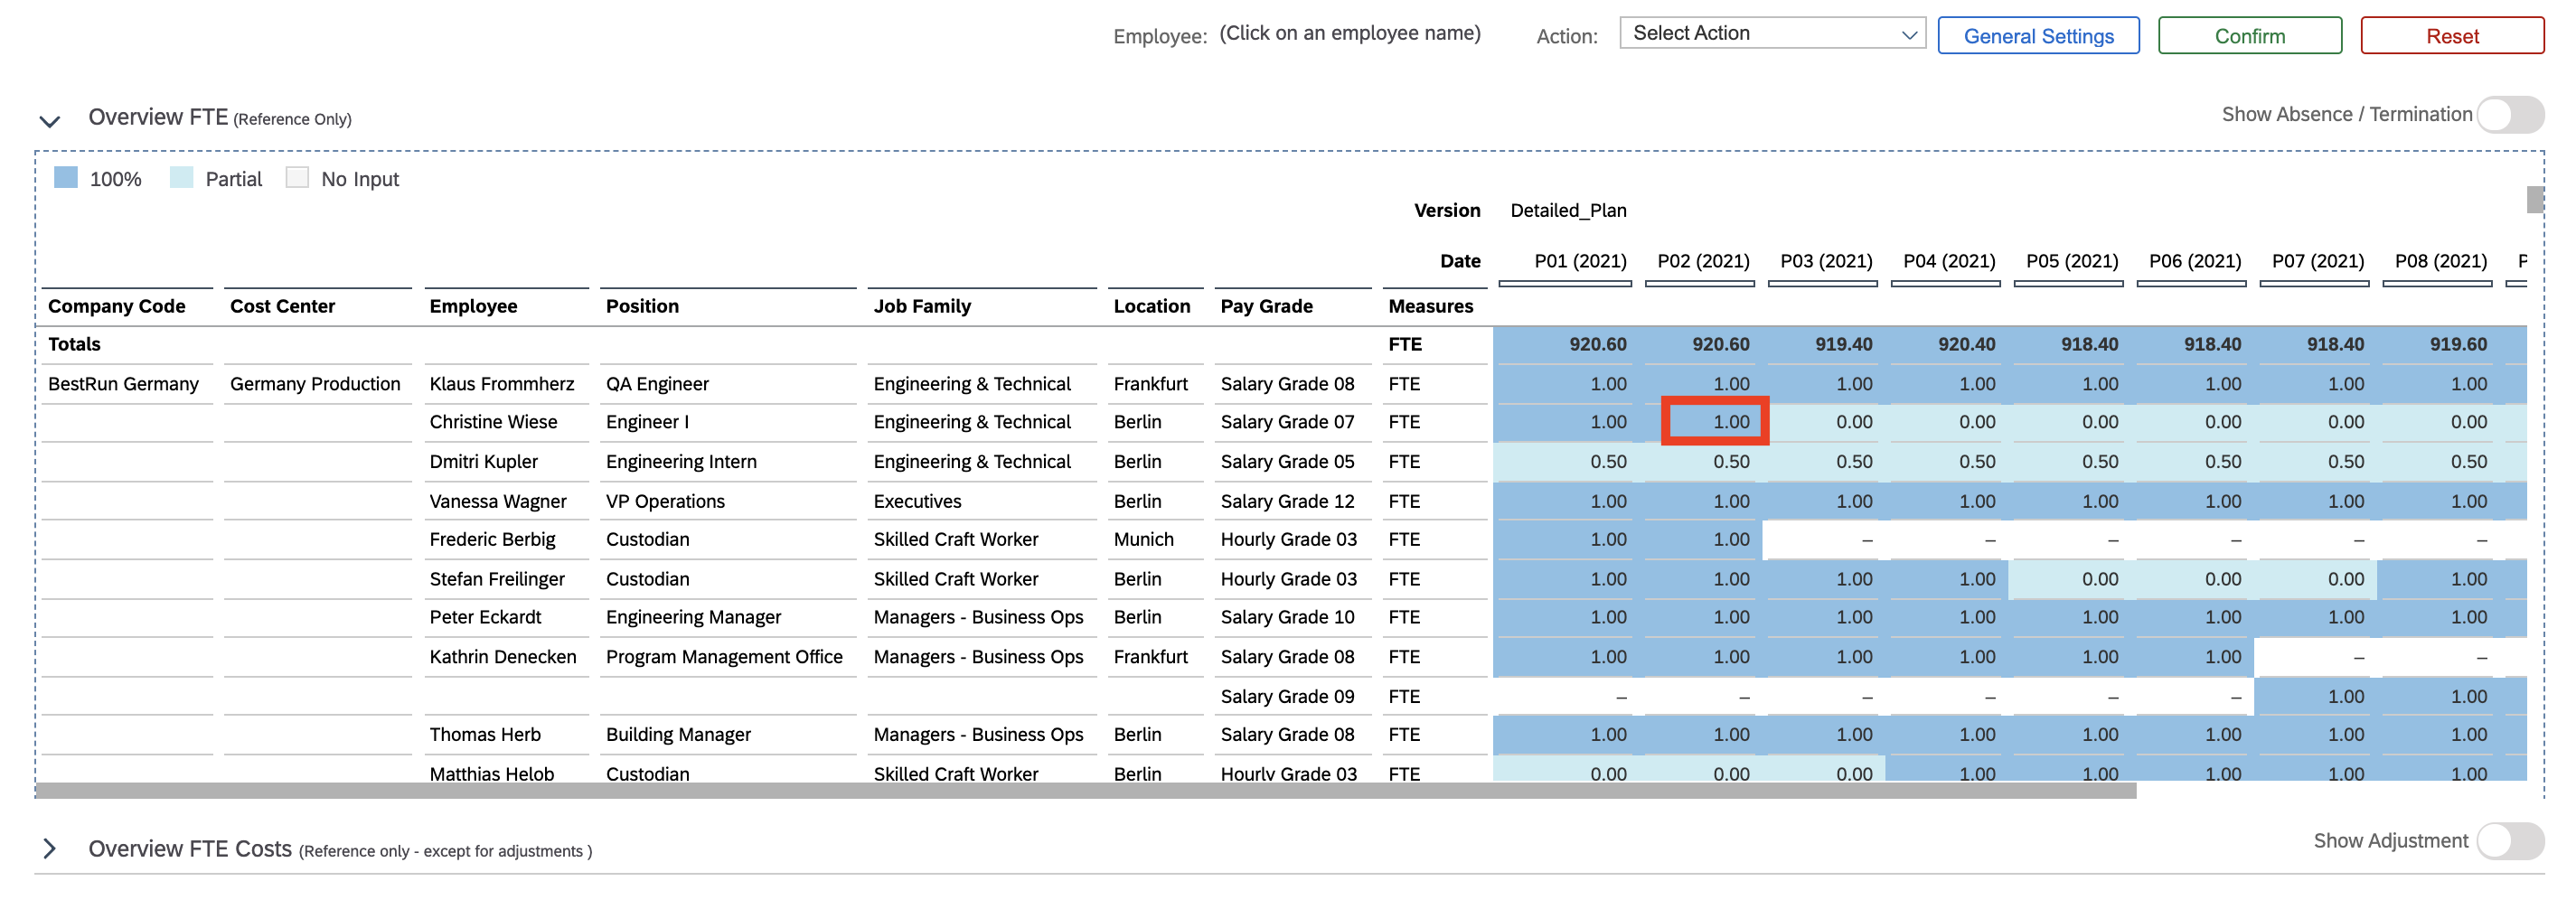 Employee: (Click on an employee name) Action: Select Action General Settings Confirm Reset
Overview FTE (Reference Only) Show Absence / Termination
100% Partial No Input
Version Detailed_Plan
Date P01 (2021) P02 (2021) P03 (2021) P04 (2021) P05 (2021) P06 (2021) P07 (2021) P08 (2021) P
Company Code Cost Center Employee Position Job Family Location Pay Grade Measures
Totals FTE 920.60 920.60 919.40 920.40 918.40 918.40 918.40 919.60
BestRun Germany Germany Production Klaus Frommherz QA Engineer Engineering & Technical Frankfurt Salary Grade 08 FTE 1.00 1.00 1.00 1.00 1.00 1.00 1.00 1.00
Christine Wiese Engineer I Engineering & Technical Berlin Salary Grade 07 FTE 1.00 1.00 0.00 0.00 0.00 0.00 0.00 0.00
Dmitri Kupler Engineering Intern Engineering & Technical Berlin Salary Grade 05 FTE 0.50 0.50 0.50 0.50 0.50 0.50 0.50 0.50
Vanessa Wagner VP Operations Executives Berlin Salary Grade 12 FTE 1.00 1.00 1.00 1.00 1.00 1.00 1.00 1.00
Frederic Berbig Custodian Skilled Craft Worker Munich Hourly Grade 03 FTE 1.00 1.00 – – – – – –
Stefan Freilinger Custodian Skilled Craft Worker Berlin Hourly Grade 03 FTE 1.00 1.00 1.00 1.00 0.00 0.00 0.00 1.00
Peter Eckardt Engineering Manager Managers - Business Ops Berlin Salary Grade 10 FTE 1.00 1.00 1.00 1.00 1.00 1.00 1.00 1.00
Kathrin Denecken Program Management Office Managers - Business Ops Frankfurt Salary Grade 08 FTE 1.00 1.00 1.00 1.00 1.00 1.00 – –
Salary Grade 09 FTE – – – – – – 1.00 1.00
Thomas Herb Building Manager Managers - Business Ops Berlin Salary Grade 08 FTE 1.00 1.00 1.00 1.00 1.00 1.00 1.00 1.00
Matthias Helob Custodian Skilled Craft Worker Berlin Hourly Grade 03 FTE 0.00 0.00 0.00 1.00 1.00 1.00 1.00 1.00
Overview FTE Costs (Reference only - except for adjustments ) Show Adjustment